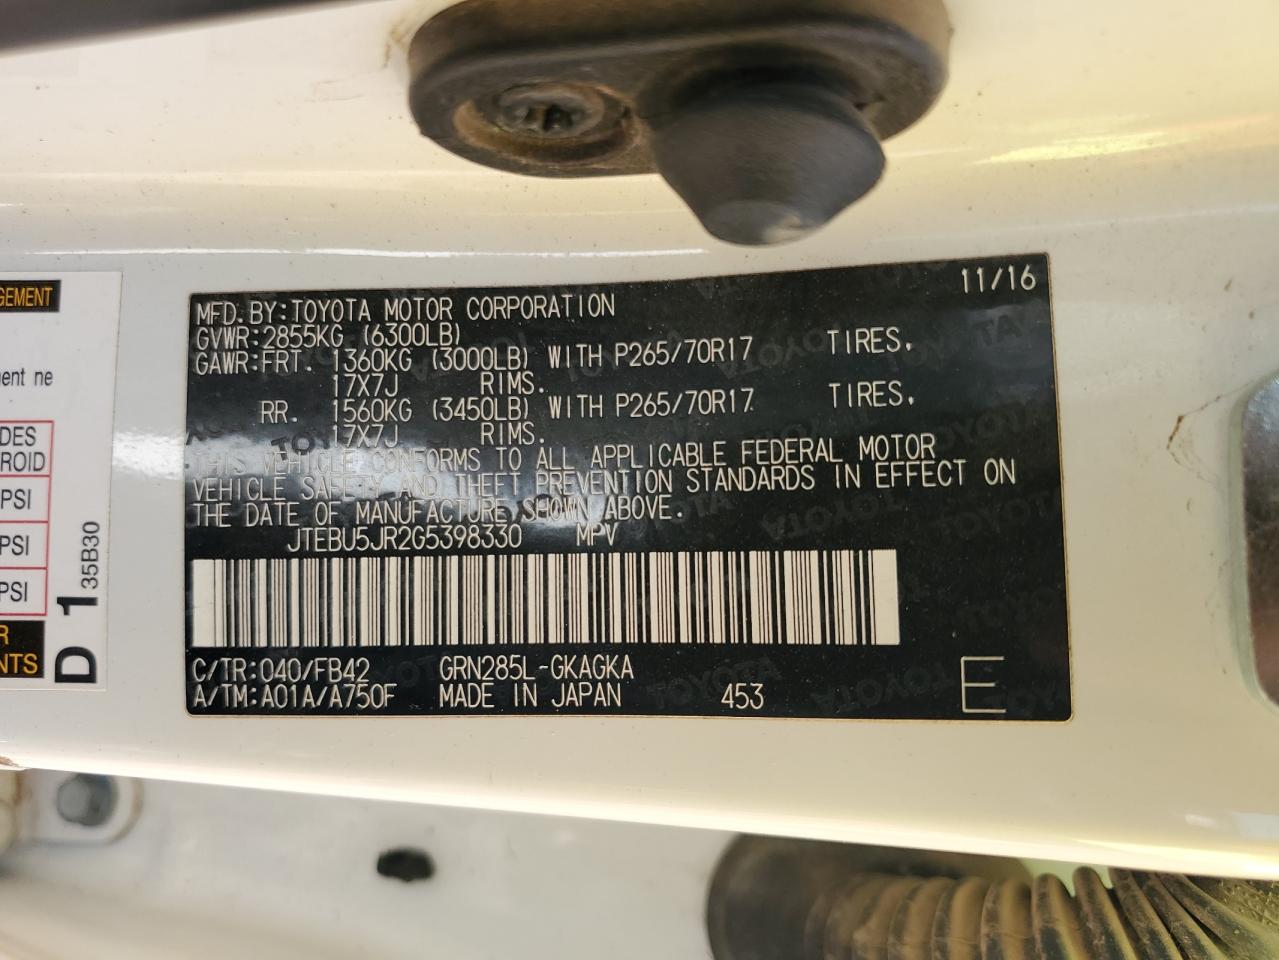 11/16
MFD.BY:TOYOTA MOTOR CORPORATION
GVWR:2855KG (6300LB)
GAWR:FRT. 1360KG (3000LB) WITH P265/70R17 TIRES,
17X7J RIMS.
RR. 1560KG (3450LB) WITH P265/70R17 TIRES,
17X7J RIMS.
THIS VEHICLE CONFORMS TO ALL APPLICABLE FEDERAL MOTOR
VEHICLE SAFETY AND THEFT PREVENTION STANDARDS IN EFFECT ON
THE DATE OF MANUFACTURE SHOWN ABOVE.
JTEBU5JR2G5398330 MPV
C/TR:040/FB42 GRN285L-GKAGKA
A/TM:A01A/A750F MADE IN JAPAN 453 E
GEMENT
ent ne
DES
ROID
PSI
PSI
PSI
R
NTS
D 1 35B30